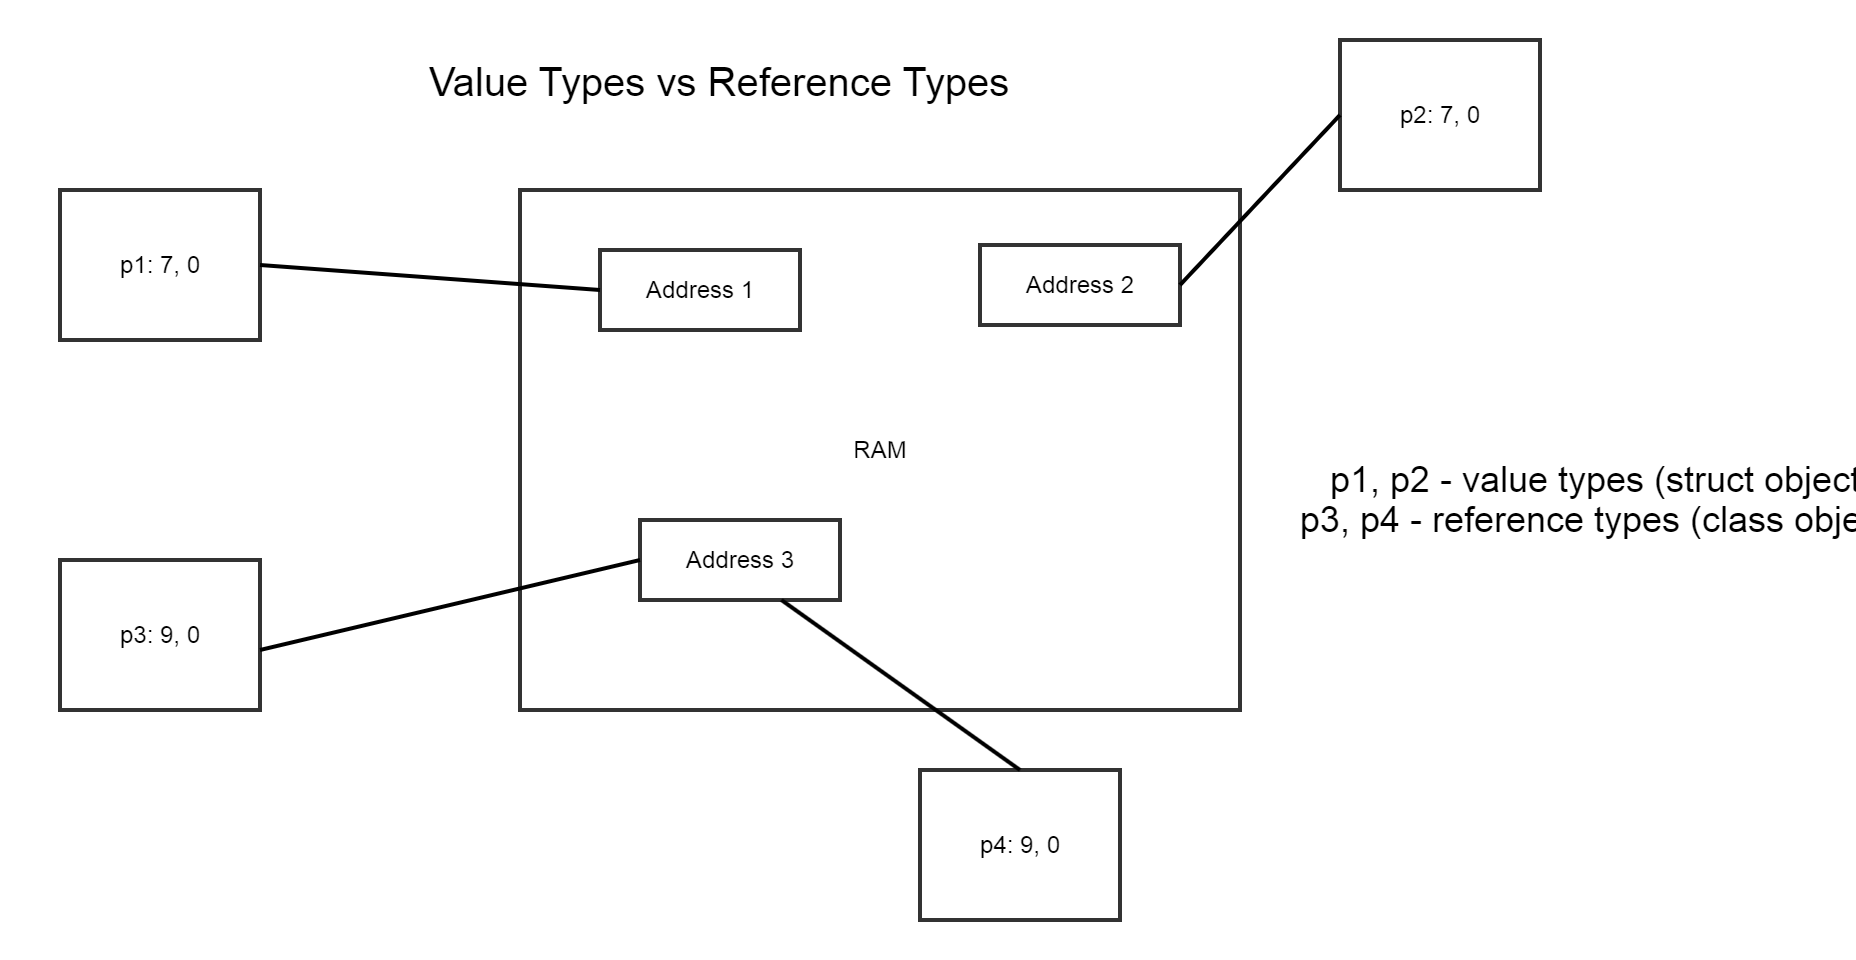 Value Types vs Reference Types
p2: 7, 0
p1: 7, 0
Address 1
Address 2
RAM
p1, p2 - value types (struct object
p3, p4 - reference types (class obje
Address 3
p3: 9, 0
p4: 9, 0